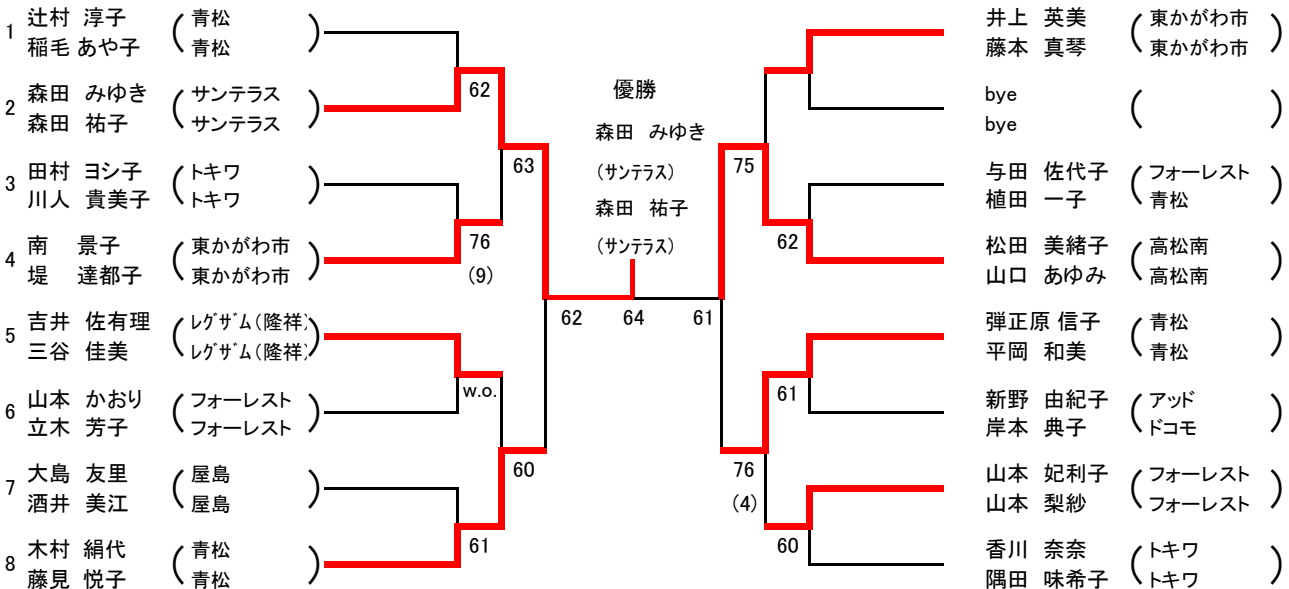 1 辻村 淳子 (青松)
稲毛 あや子 (青松)
2 森田 みゆき (サンテラス)
森田 祐子 (サンテラス)
62
3 田村 ヨシ子 (トキワ)
川人 貴美子 (トキワ)
63
4 南 景子 (東かがわ市)
堤 達都子 (東かがわ市)
76
(9)
5 吉井 佐有理 (レグザム(隆祥))
三谷 佳美 (レグザム(隆祥))
6 山本 かおり (フォーレスト)
立木 芳子 (フォーレスト)
w.o.
7 大島 友里 (屋島)
酒井 美江 (屋島)
60
8 木村 絹代 (青松)
藤見 悦子 (青松)
61
優勝
森田 みゆき
(サンテラス)
森田 祐子
(サンテラス)
62 64 61
井上 英美 (東かがわ市)
藤本 真琴 (東かがわ市)
bye ( )
bye
75
与田 佐代子 (フォーレスト)
植田 一子 (青松)
62
松田 美緒子 (高松南)
山口 あゆみ (高松南)
弾正原 信子 (青松)
平岡 和美 (青松)
61
新野 由紀子 (アッド)
岸本 典子 (ドコモ)
76
(4)
山本 妃利子 (フォーレスト)
山本 梨紗 (フォーレスト)
60
香川 奈奈 (トキワ)
隅田 味希子 (トキワ)